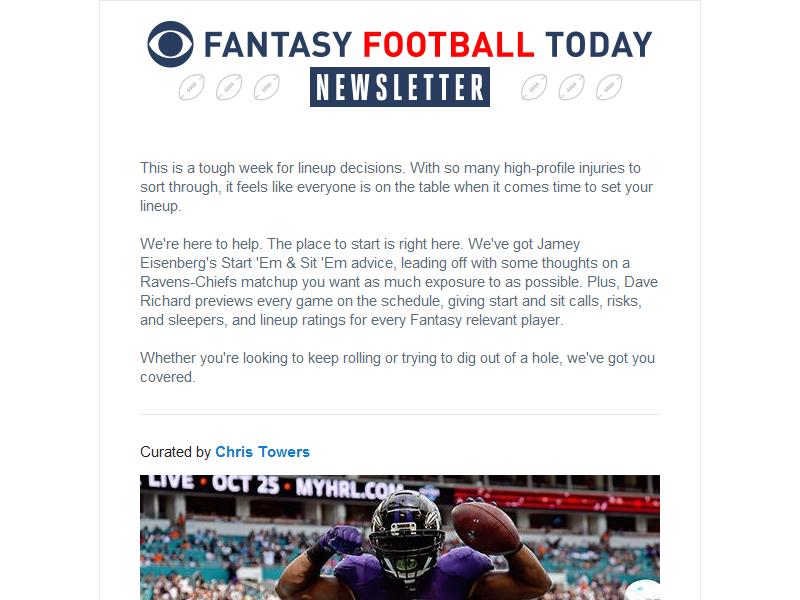 FANTASY FOOTBALL TODAY
NEWSLETTER
This is a tough week for lineup decisions. With so many high-profile injuries to
sort through, it feels like everyone is on the table when it comes time to set your
lineup.
We're here to help. The place to start is right here. We've got Jamey
Eisenberg's Start 'Em & Sit 'Em advice, leading off with some thoughts on a
Ravens-Chiefs matchup you want as much exposure to as possible. Plus, Dave
Richard previews every game on the schedule, giving start and sit calls, risks,
and sleepers, and lineup ratings for every Fantasy relevant player.
Whether you're looking to keep rolling or trying to dig out of a hole, we've got you
covered.
Curated by Chris Towers
LIVE • OCT 25 • MYHRL.COM